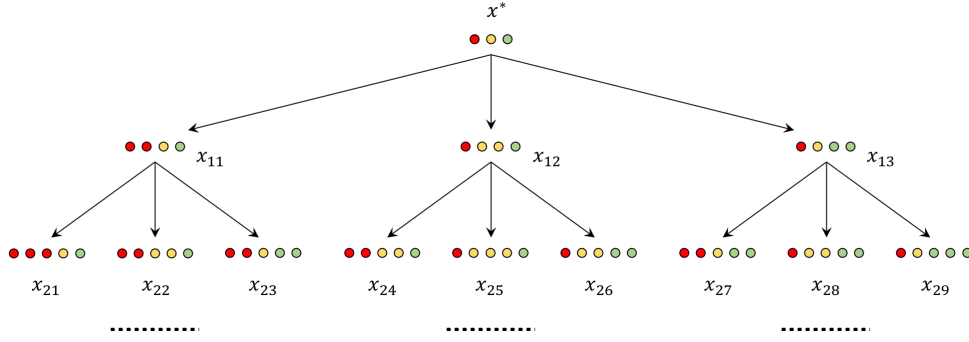 x*
x₁₁ x₁₂ x₁₃
x₂₁ x₂₂ x₂₃ x₂₄ x₂₅ x₂₆ x₂₇ x₂₈ x₂₉